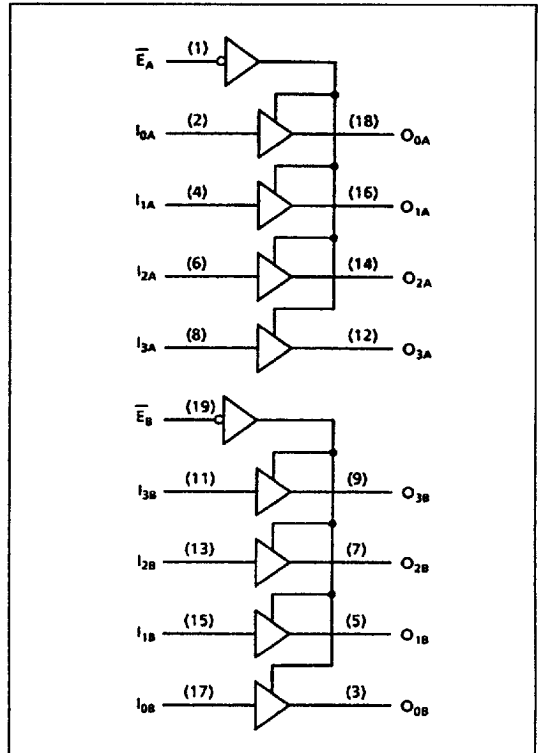 E̅A (1)
I0A (2) (18) O0A
I1A (4) (16) O1A
I2A (6) (14) O2A
I3A (8) (12) O3A
E̅B (19)
I3B (11) (9) O3B
I2B (13) (7) O2B
I1B (15) (5) O1B
I0B (17) (3) O0B